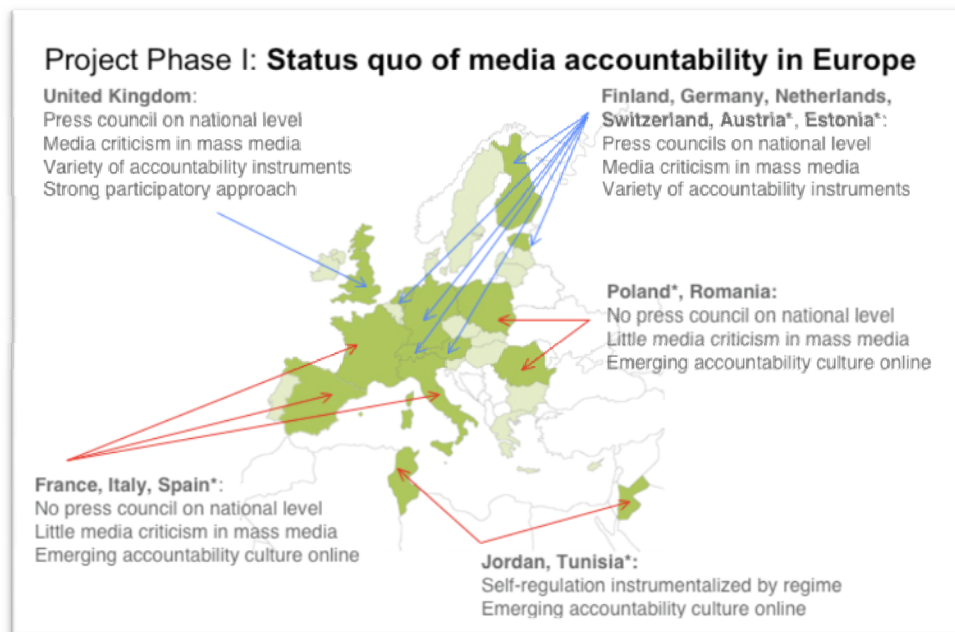 Project Phase I: Status quo of media accountability in Europe
United Kingdom:
Press council on national level
Media criticism in mass media
Variety of accountability instruments
Strong participatory approach
Finland, Germany, Netherlands,
Switzerland, Austria*, Estonia*:
Press councils on national level
Media criticism in mass media
Variety of accountability instruments
Poland*, Romania:
No press council on national level
Little media criticism in mass media
Emerging accountability culture online
France, Italy, Spain*:
No press council on national level
Little media criticism in mass media
Emerging accountability culture online
Jordan, Tunisia*:
Self-regulation instrumentalized by regime
Emerging accountability culture online